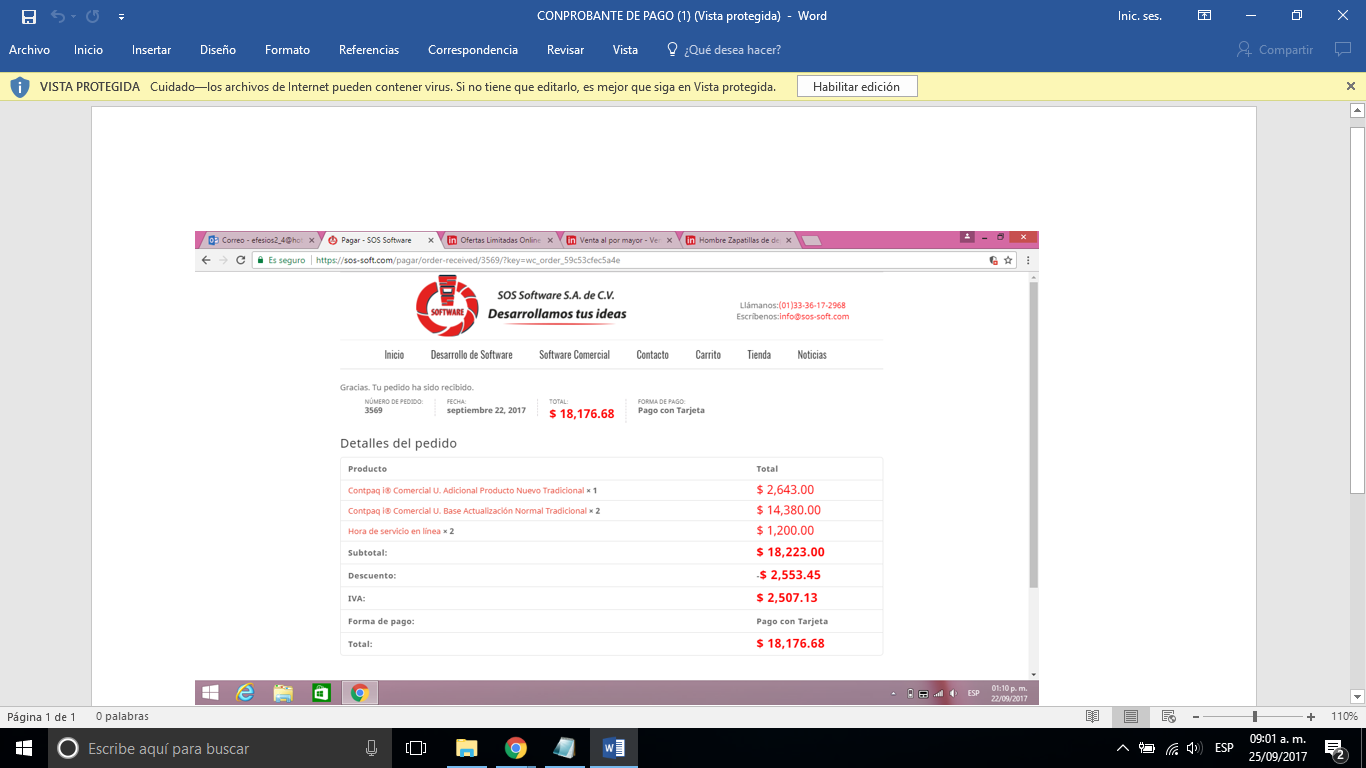 CONPROBANTE DE PAGO (1) (Vista protegida) - Word
Inic. ses.
Archivo Inicio Insertar Diseño Formato Referencias Correspondencia Revisar Vista ¿Qué desea hacer? Compartir
VISTA PROTEGIDA Cuidado—los archivos de Internet pueden contener virus. Si no tiene que editarlo, es mejor que siga en Vista protegida. Habilitar edición
Correo - efesios2_4@ho Pagar - SOS Software Ofertas Limitadas Online Venta al por mayor - Ve Hombre Zapatillas de de
Es seguro https://sos-soft.com/pagar/order-received/3569/?key=wc_order_59c53cfec5a4e
SOFTWARE
SOS Software S.A. de C.V.
Desarrollamos tus ideas
Llámanos:(01)33-36-17-2968
Escríbenos:info@sos-soft.com
Inicio Desarrollo de Software Software Comercial Contacto Carrito Tienda Noticias
Gracias. Tu pedido ha sido recibido.
NÚMERO DE PEDIDO: FECHA: TOTAL: FORMA DE PAGO:
3569 septiembre 22, 2017 $ 18,176.68 Pago con Tarjeta
Detalles del pedido
Producto Total
Contpaq i® Comercial U. Adicional Producto Nuevo Tradicional × 1 $ 2,643.00
Contpaq i® Comercial U. Base Actualización Normal Tradicional × 2 $ 14,380.00
Hora de servicio en línea × 2 $ 1,200.00
Subtotal: $ 18,223.00
Descuento: -$ 2,553.45
IVA: $ 2,507.13
Forma de pago: Pago con Tarjeta
Total: $ 18,176.68
ESP 01:10 p. m.
22/09/2017
Página 1 de 1 0 palabras 110%
Escribe aquí para buscar
ESP 09:01 a. m.
25/09/2017
2